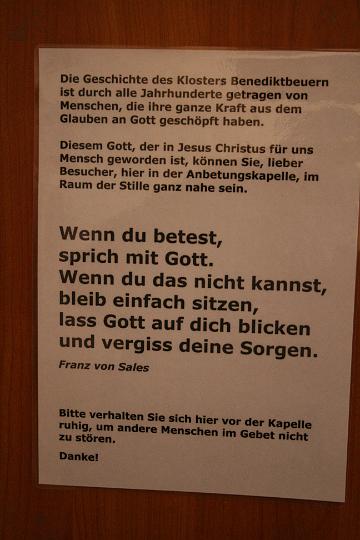 Die Geschichte des Klosters Benediktbeuern
ist durch alle Jahrhunderte getragen von
Menschen, die ihre ganze Kraft aus dem
Glauben an Gott geschöpft haben.
Diesem Gott, der in Jesus Christus für uns
Mensch geworden ist, können Sie, lieber
Besucher, hier in der Anbetungskapelle, im
Raum der Stille ganz nahe sein.
Wenn du betest,
sprich mit Gott.
Wenn du das nicht kannst,
bleib einfach sitzen,
lass Gott auf dich blicken
und vergiss deine Sorgen.
Franz von Sales
Bitte verhalten Sie sich hier vor der Kapelle
ruhig, um andere Menschen im Gebet nicht
zu stören.
Danke!